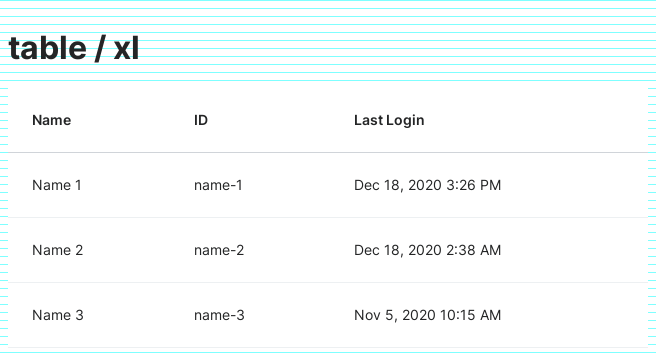 table / xl
Name ID Last Login
Name 1 name-1 Dec 18, 2020 3:26 PM
Name 2 name-2 Dec 18, 2020 2:38 AM
Name 3 name-3 Nov 5, 2020 10:15 AM